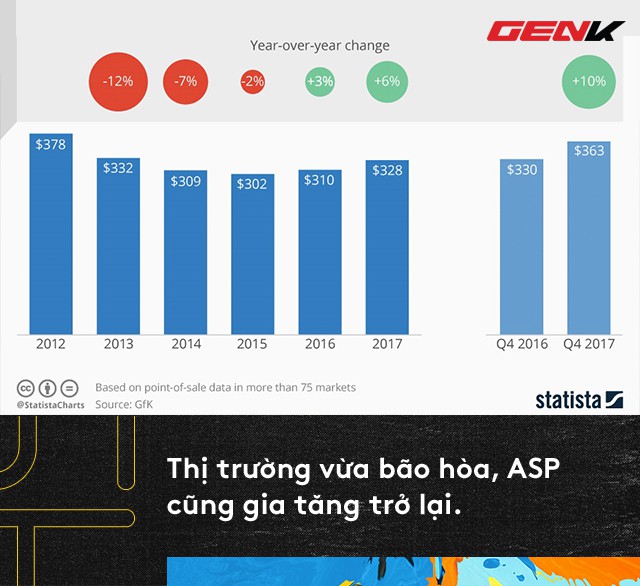 GENK
Year-over-year change
-12% -7% -2% +3% +6% +10%
$378 $332 $309 $302 $310 $328 $330 $363
2012 2013 2014 2015 2016 2017 Q4 2016 Q4 2017
cc
@StatistaCharts
Based on point-of-sale data in more than 75 markets
Source: GfK
statista
Thị trường vừa bão hòa, ASP
cũng gia tăng trở lại.